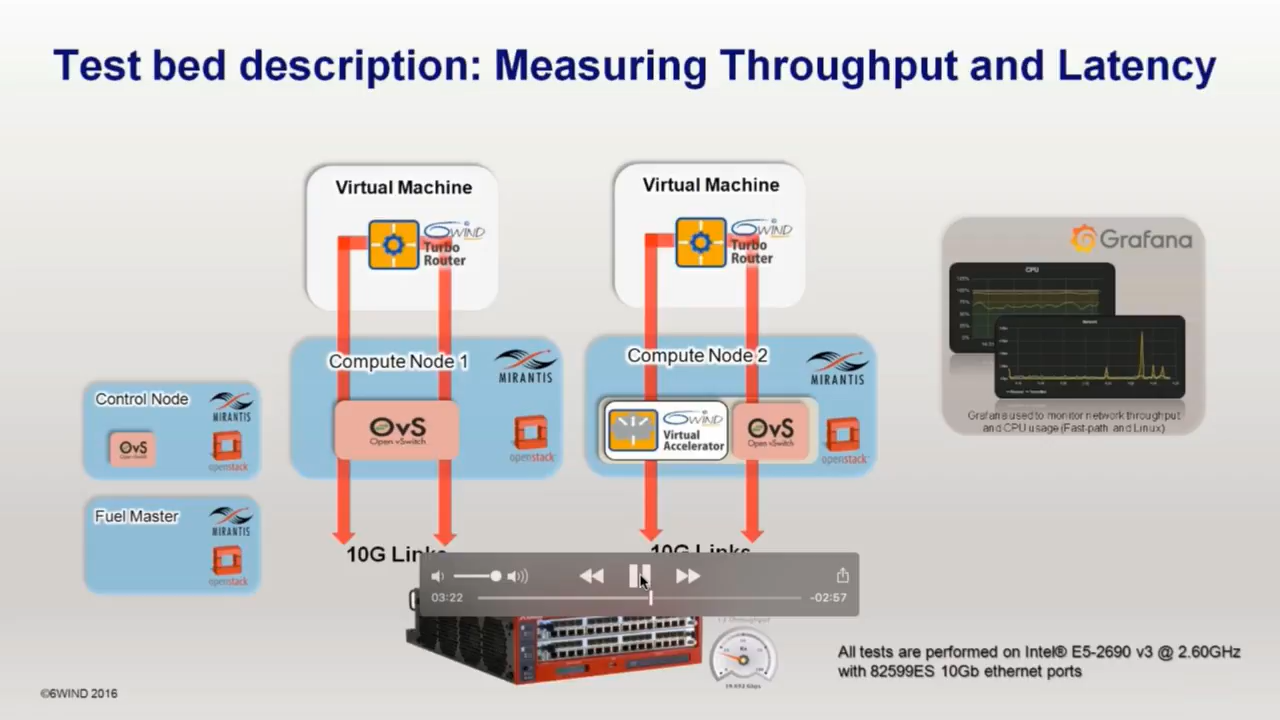 Test bed description: Measuring Throughput and Latency
Virtual Machine
6WIND
Turbo
Router
Virtual Machine
6WIND
Turbo
Router
Grafana
CPU
Network
Grafana used to monitor network throughput
and CPU usage (Fast-path and Linux)
Compute Node 1
MIRANTIS
OvS
Open vSwitch
openstack
Compute Node 2
MIRANTIS
6WIND
Virtual
Accelerator
OvS
Open vSwitch
openstack
Control Node
MIRANTIS
OvS
Open vSwitch
openstack
Fuel Master
MIRANTIS
openstack
10G Links
10G Links
03:22
-02:57
All tests are performed on Intel® E5-2690 v3 @ 2.60GHz
with 82599ES 10Gb ethernet ports
©6WIND 2016